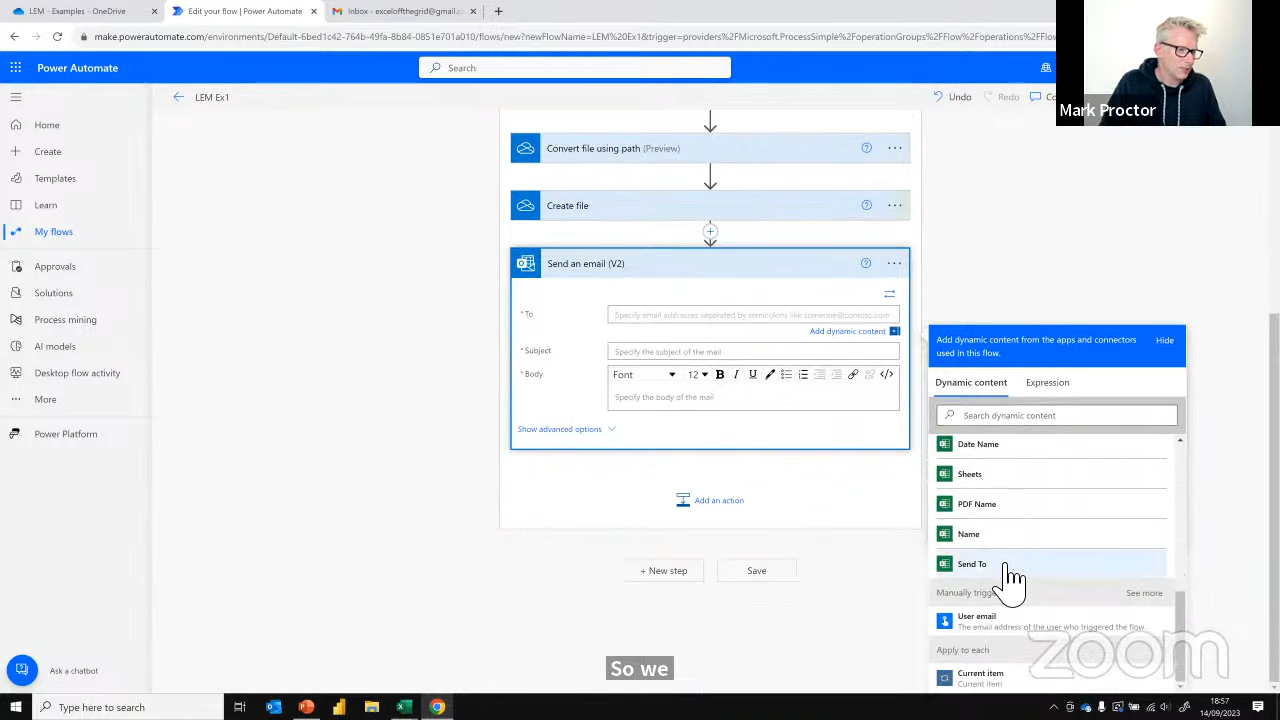 LEM - Examples - OneDrive
Edit your flow | Power Automate
Inbox - exceloffthegrid@gmail.c
make.powerautomate.com/environments/Default-6bed1c42-764b-49fa-8b84-0851e701a010/flows/new?newFlowName=LEM%20Ex1&trigger=providers%2FMicrosoft.ProcessSimple%2FoperationGroups%2FFlow%2Foperations%2FFlow
Power Automate
Search
LEM Ex1
Undo
Redo
Co
Mark Proctor
Home
Create
Templates
Learn
My flows
Approvals
Solutions
Process mining
AI models
Desktop flow activity
More
Power Platform
Ask a chatbot
Convert file using path (Preview)
Create file
Send an email (V2)
* To
Specify email addresses separated by semicolons like someone@contoso.com
Add dynamic content
* Subject
Specify the subject of the mail
* Body
Font 12 B I U </>
Specify the body of the mail
Show advanced options
Add an action
+ New step
Save
Add dynamic content from the apps and connectors
used in this flow.
Hide
Dynamic content
Expression
Search dynamic content
Date Name
Sheets
PDF Name
Name
Send To
See more
User email
The email address of the user who triggered the flow.
Apply to each
Current item
Current item
zoom
So we
Type here to search
18:57
14/09/2023